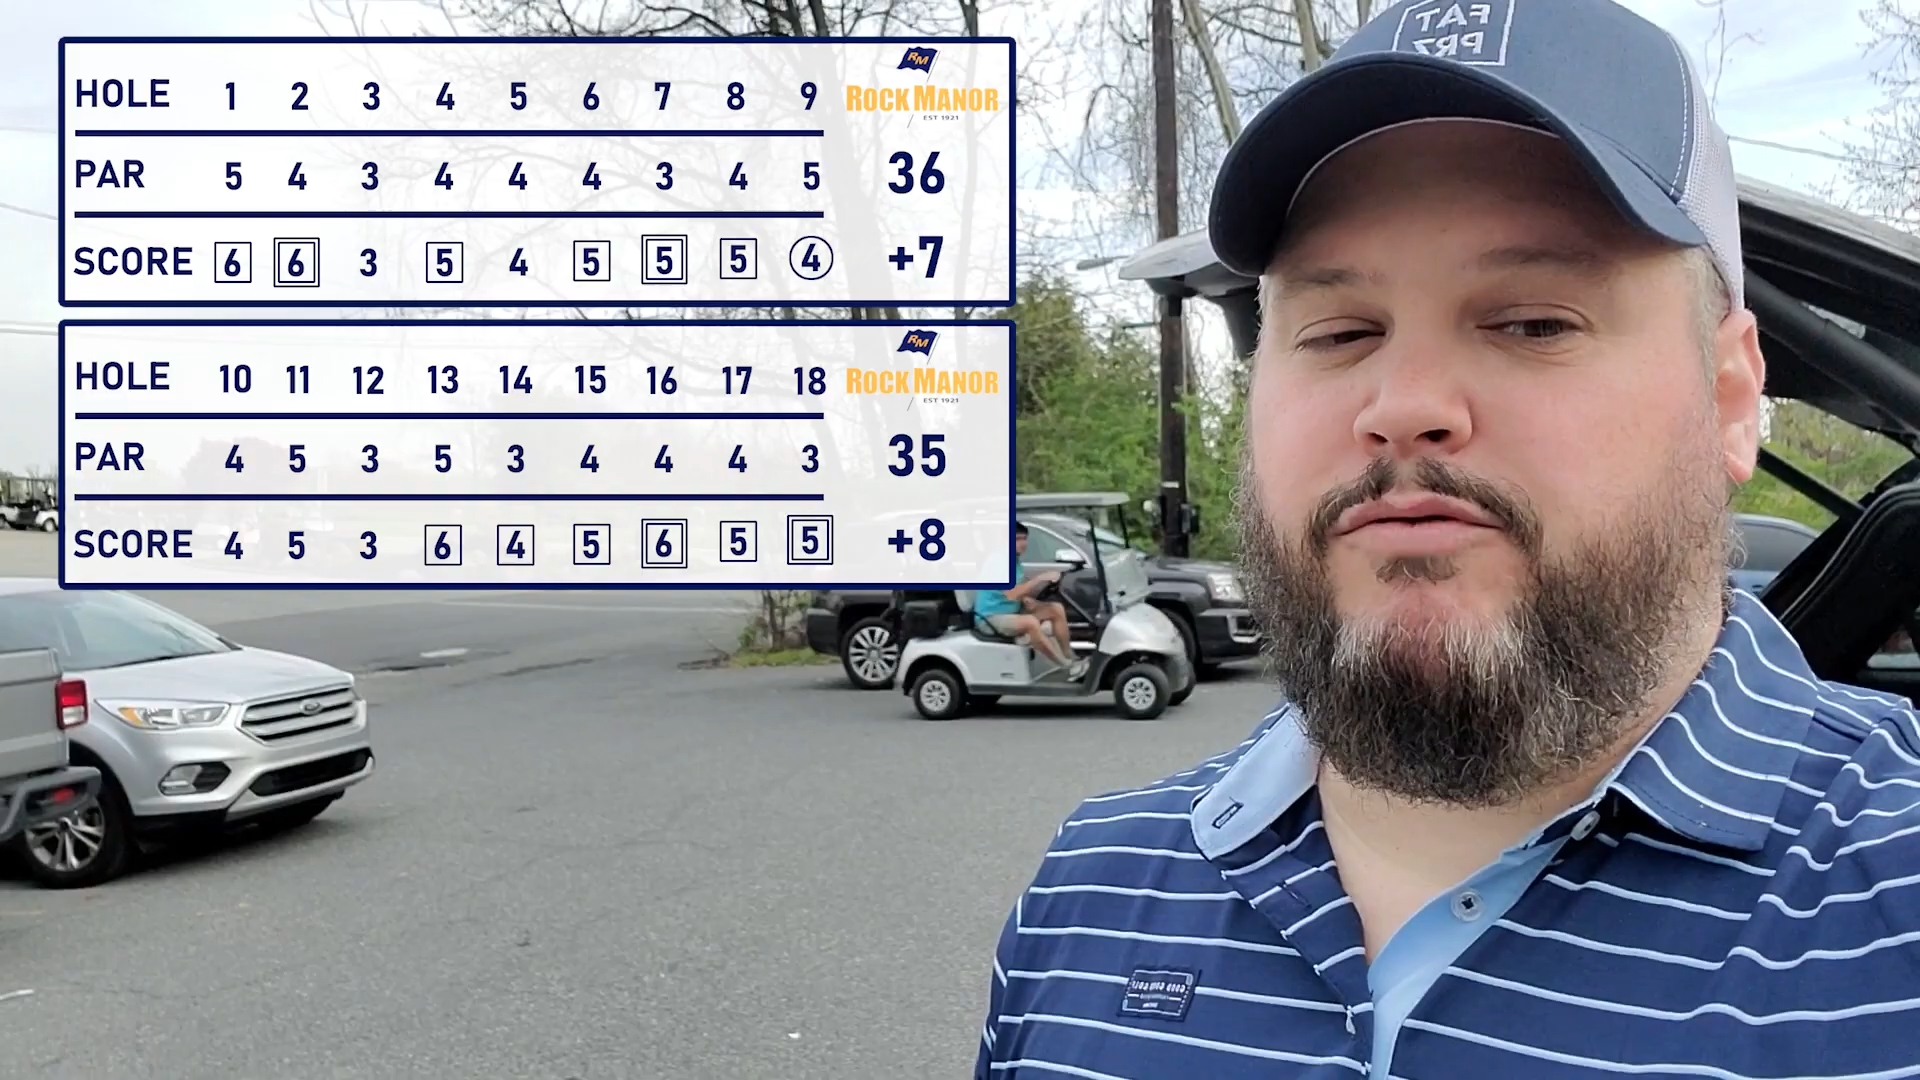 HOLE 1 2 3 4 5 6 7 8 9
RM
ROCK MANOR
EST 1921
PAR 5 4 3 4 4 4 3 4 5 36
SCORE 6 6 3 5 4 5 5 5 4 +7
HOLE 10 11 12 13 14 15 16 17 18
RM
ROCK MANOR
EST 1921
PAR 4 5 3 5 3 4 4 4 3 35
SCORE 4 5 3 6 4 5 6 5 5 +8
FAT
PRZ